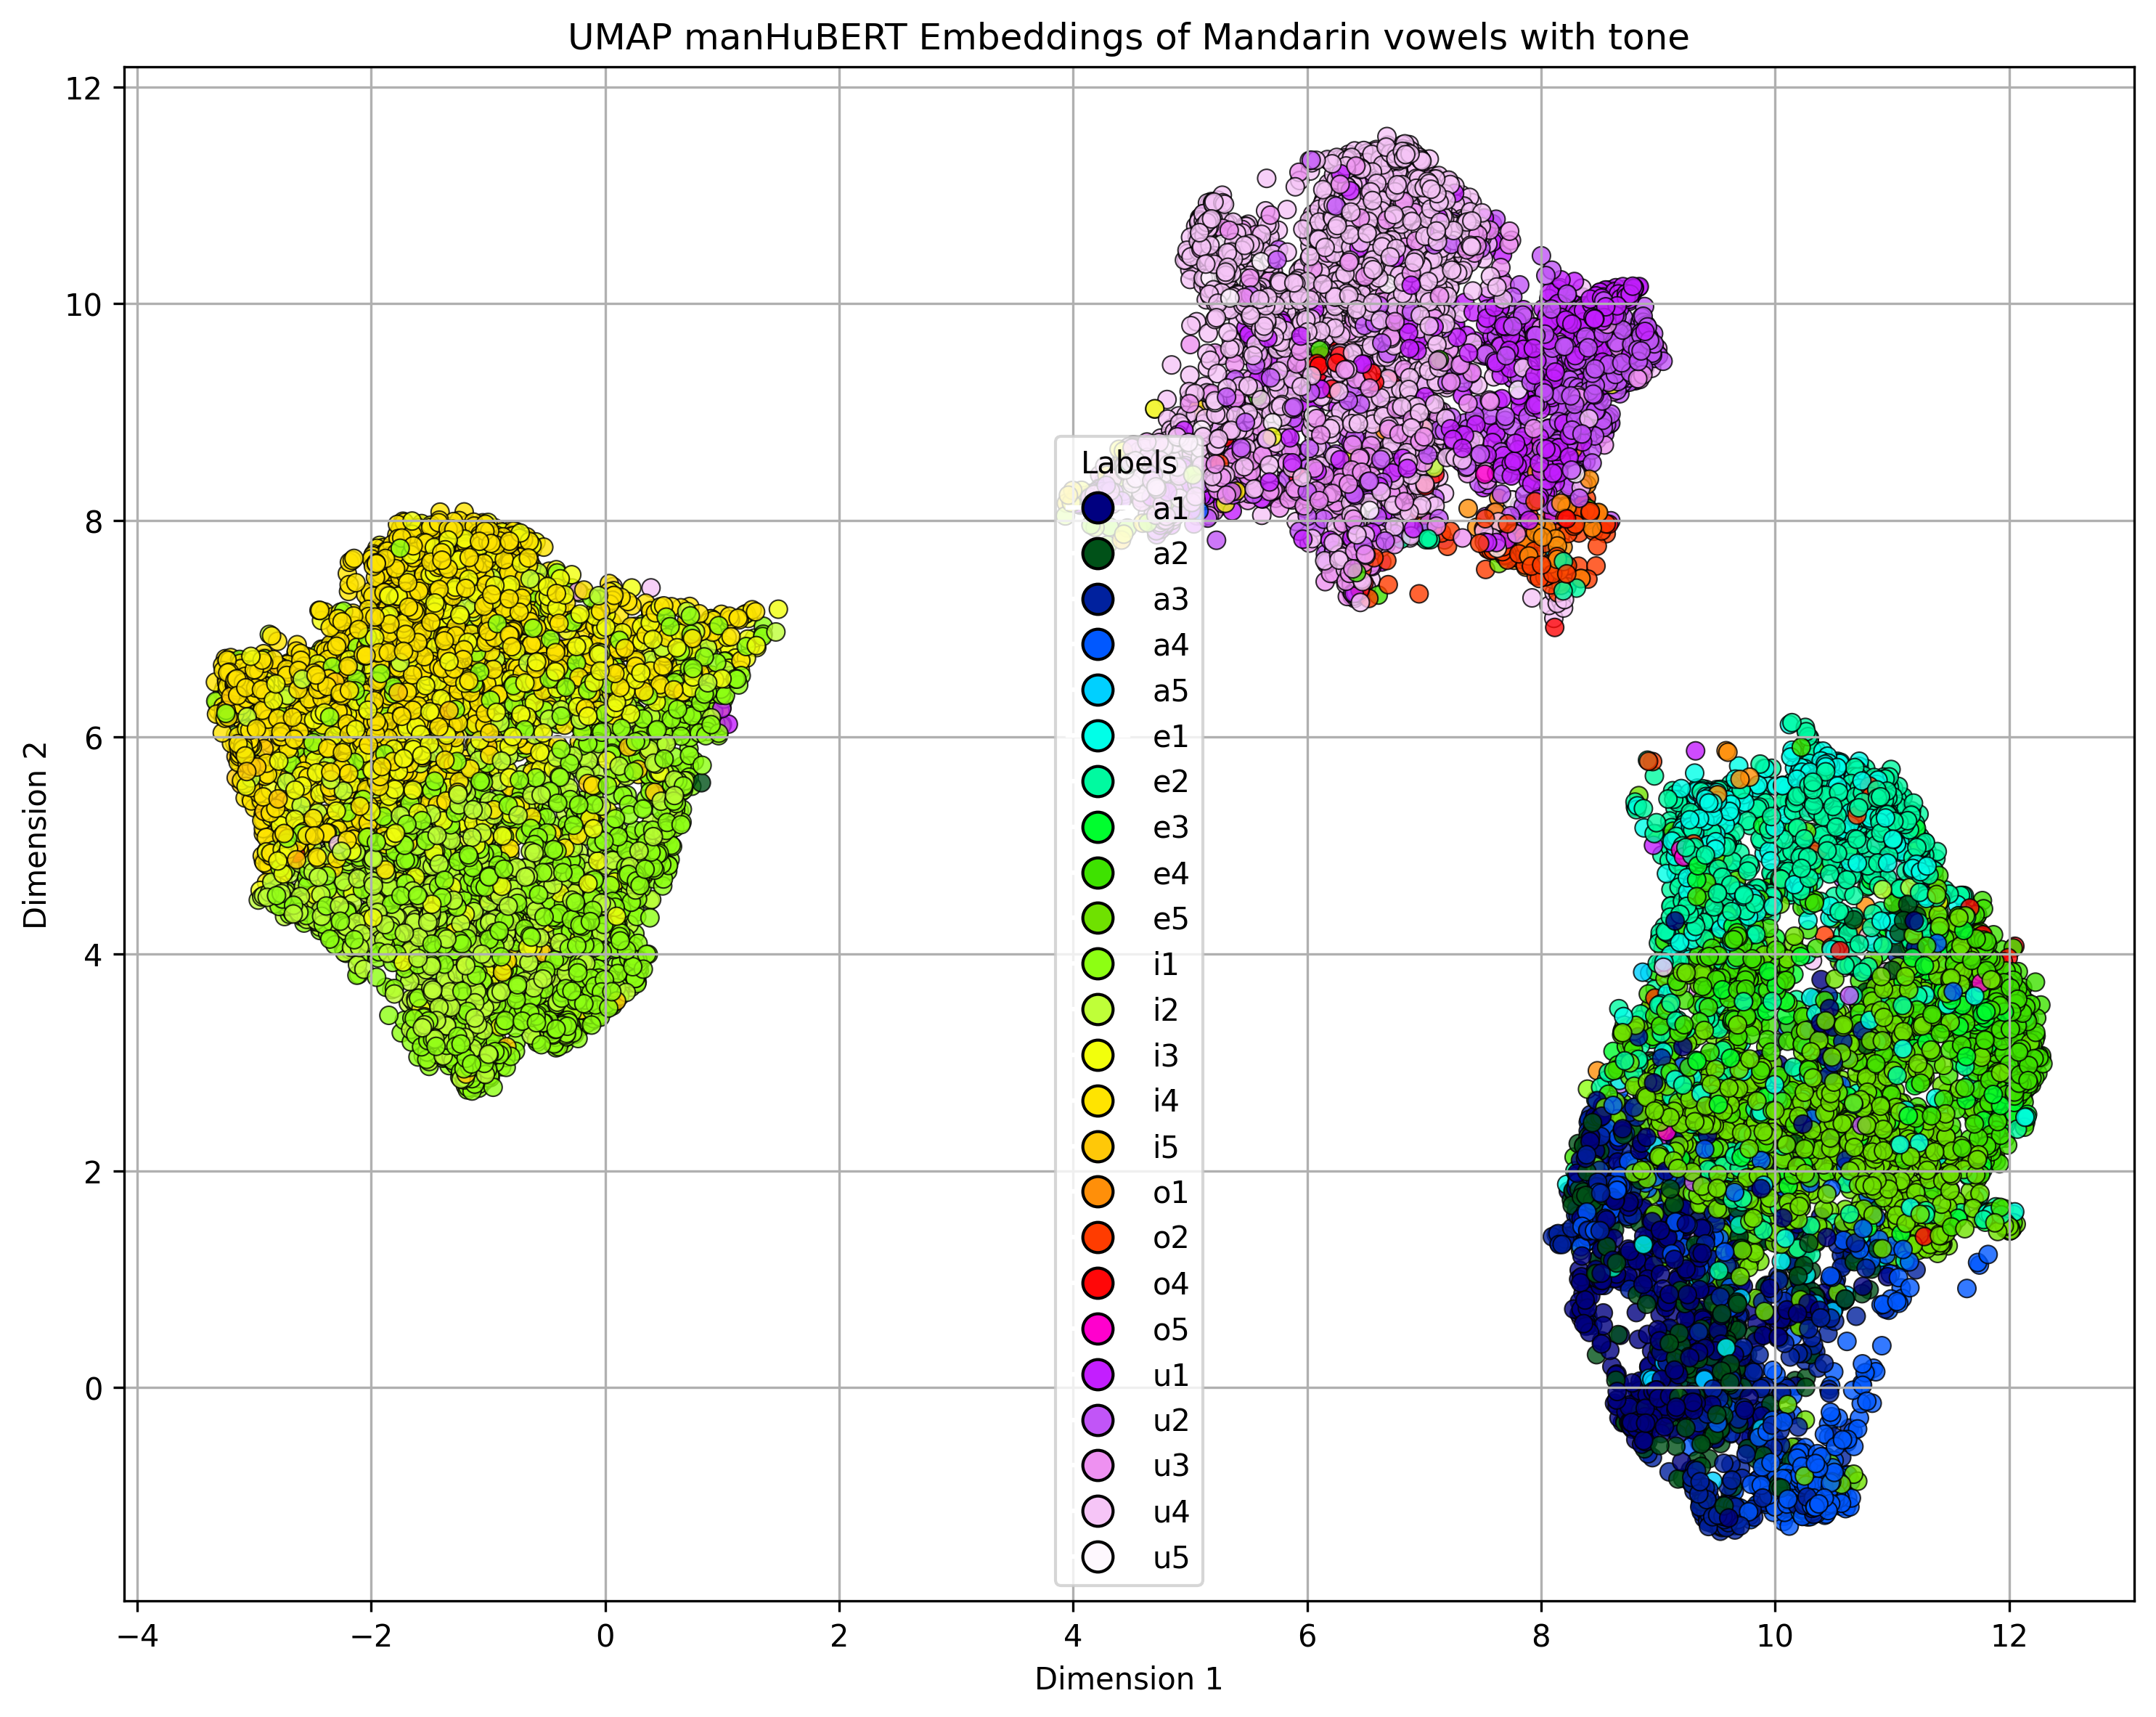 UMAP manHuBERT Embeddings of Mandarin vowels with tone
12
10
8
6
4
2
0
Dimension 2
Labels
a1
a2
a3
a4
a5
e1
e2
e3
e4
e5
i1
i2
i3
i4
i5
o1
o2
o4
o5
u1
u2
u3
u4
u5
−4 −2 0 2 4 6 8 10 12
Dimension 1